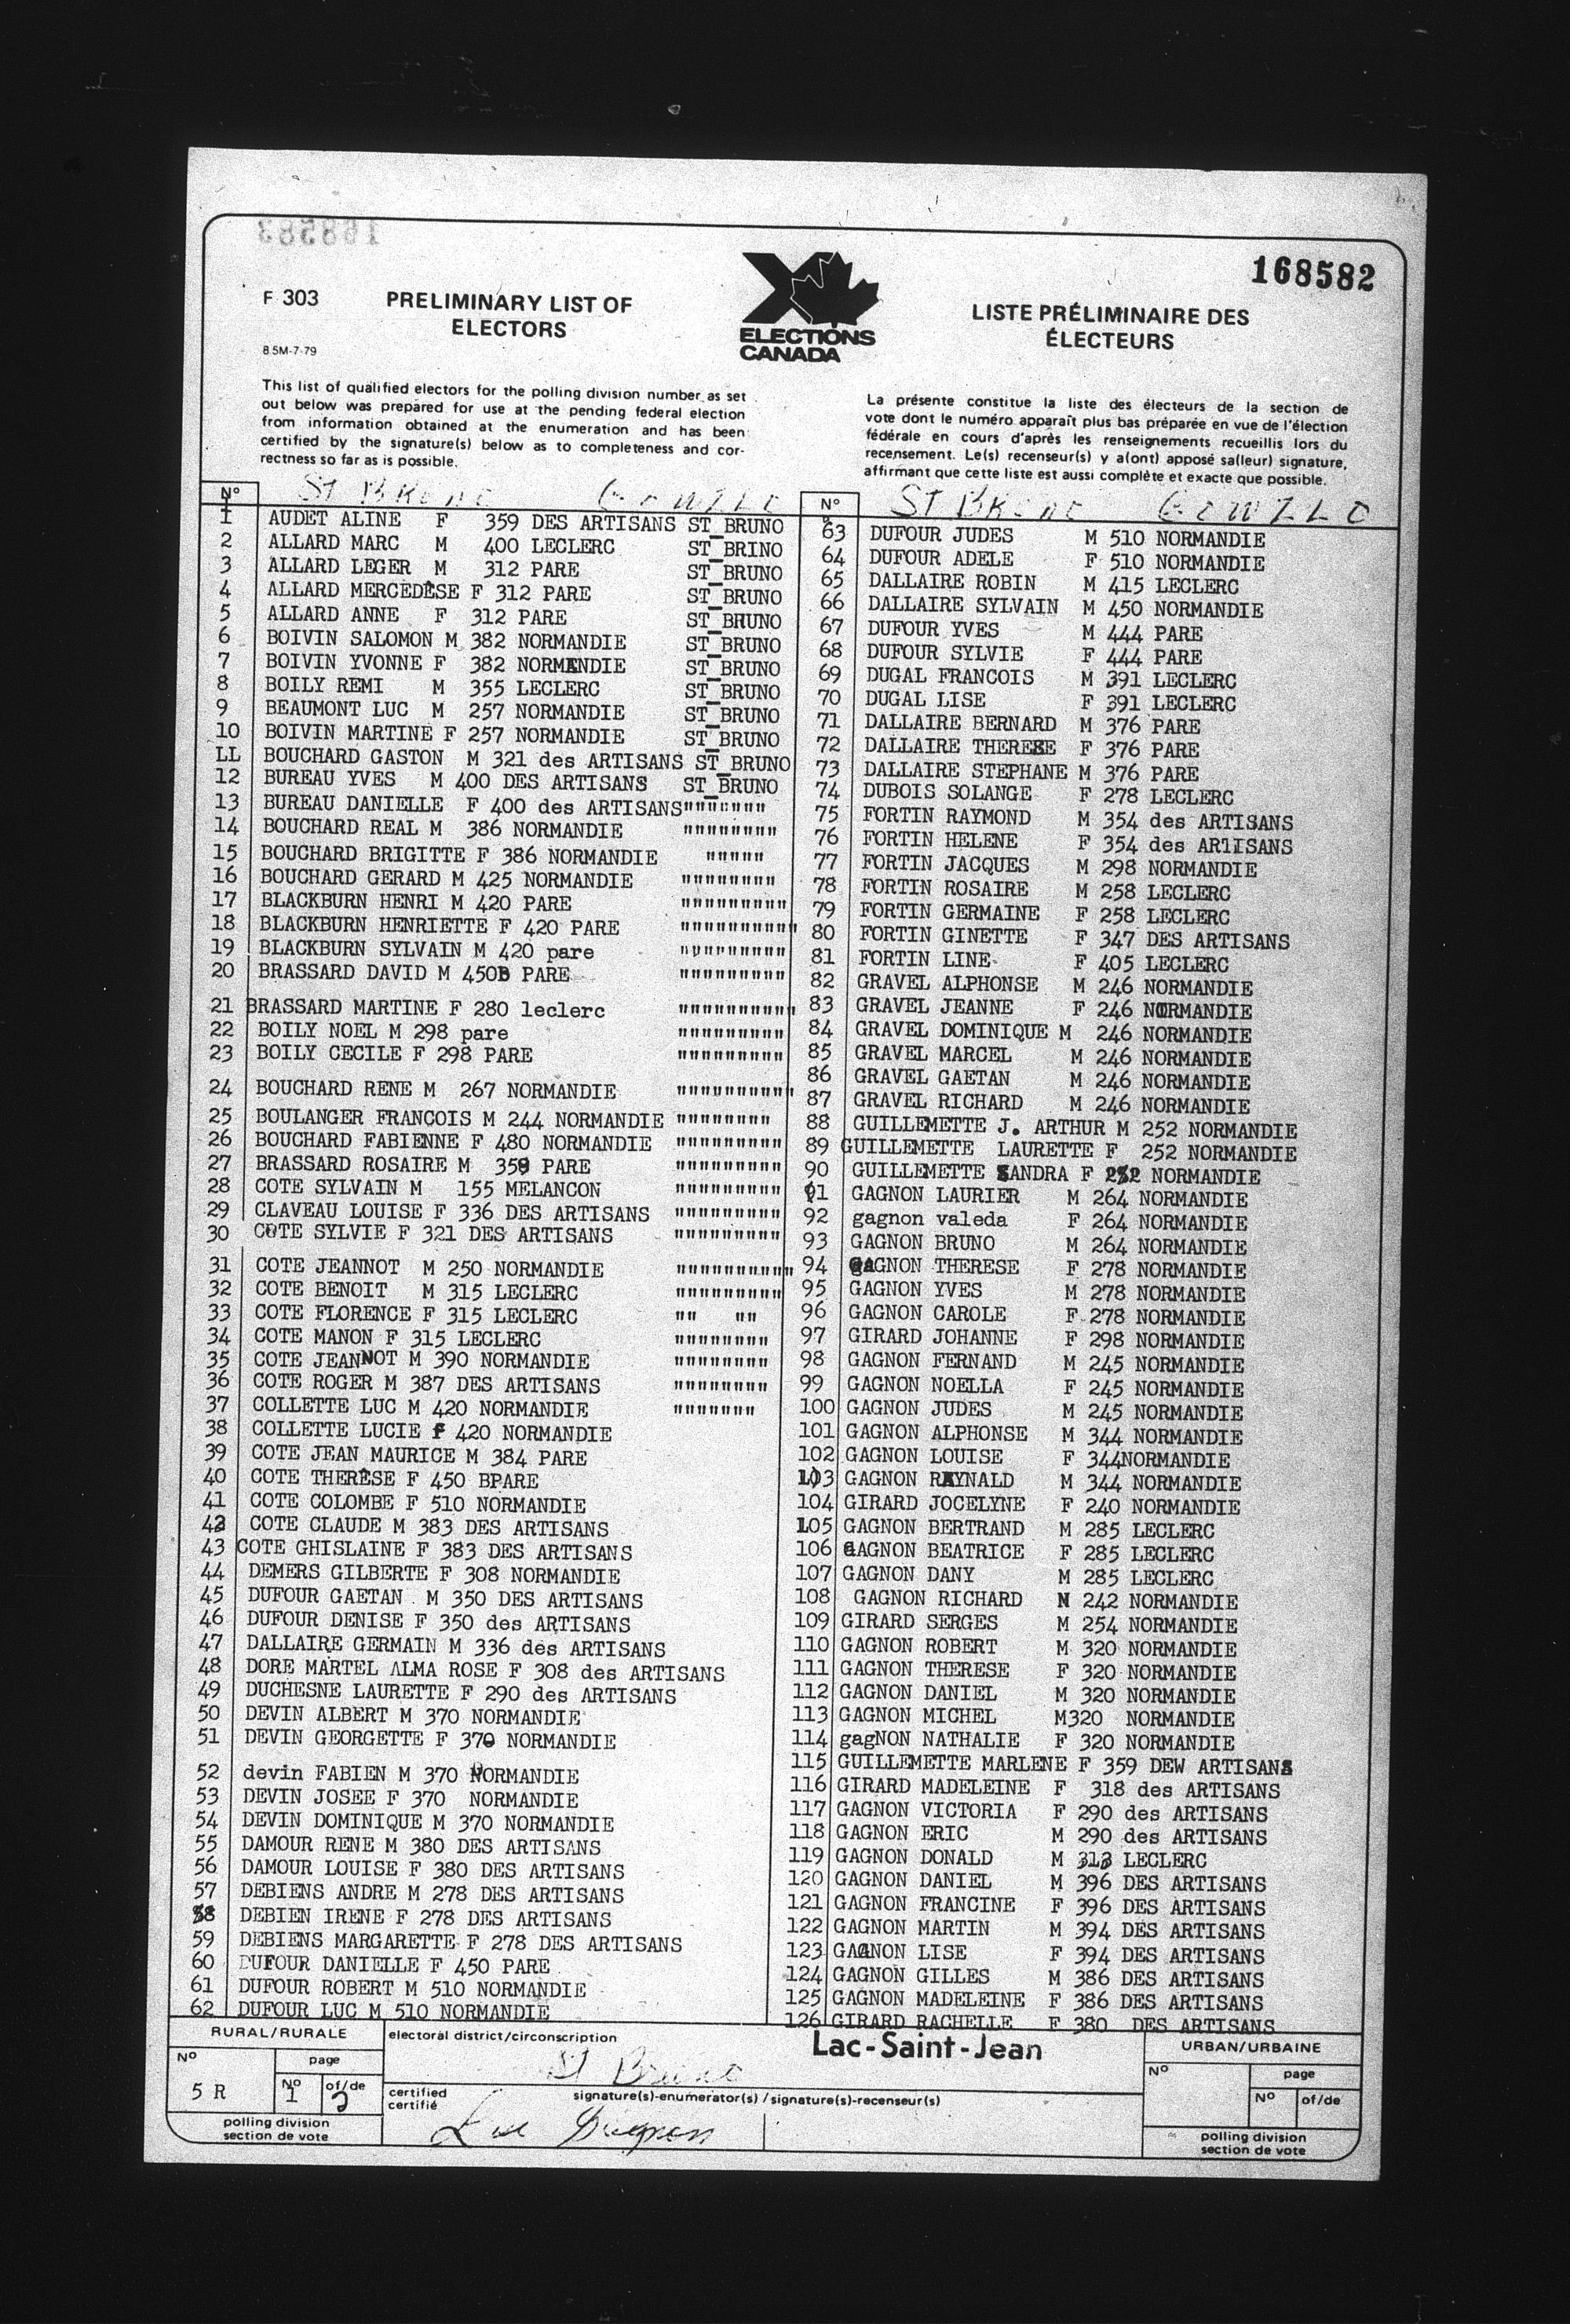 168583
168582
F 303
PRELIMINARY LIST OF
ELECTORS
8.5M-7-79
ELECTIONS
CANADA
LISTE PRÉLIMINAIRE DES
ÉLECTEURS
This list of qualified electors for the polling division number as set
out below was prepared for use at the pending federal election
from information obtained at the enumeration and has been
certified by the signature(s) below as to completeness and cor-
rectness so far as is possible.
La présente constitue la liste des électeurs de la section de
vote dont le numéro apparaît plus bas préparée en vue de l'élection
fédérale en cours d'après les renseignements recueillis lors du
recensement. Le(s) recenseur(s) y a(ont) apposé sa(leur) signature,
affirmant que cette liste est aussi complète et exacte que possible.
Nº ST BRUNO
1 AUDET ALINE F 359 DES ARTISANS ST_BRUNO
2 ALLARD MARC M 400 LECLERC ST_BRINO
3 ALLARD LEGER M 312 PARE ST_BRUNO
4 ALLARD MERCEDÈSE F 312 PARE ST_BRUNO
5 ALLARD ANNE F 312 PARE ST_BRUNO
6 BOIVIN SALOMON M 382 NORMANDIE ST_BRUNO
7 BOIVIN YVONNE F 382 NORMANDIE ST_BRUNO
8 BOILY REMI M 355 LECLERC ST_BRUNO
9 BEAUMONT LUC M 257 NORMANDIE ST_BRUNO
10 BOIVIN MARTINE F 257 NORMANDIE ST_BRUNO
LL BOUCHARD GASTON M 321 des ARTISANS ST_BRUNO
12 BUREAU YVES M 400 DES ARTISANS ST_BRUNO
13 BUREAU DANIELLE F 400 des ARTISANS """""""
14 BOUCHARD REAL M 386 NORMANDIE """"""""
15 BOUCHARD BRIGITTE F 386 NORMANDIE """""
16 BOUCHARD GERARD M 425 NORMANDIE """"""""
17 BLACKBURN HENRI M 420 PARE """""""""
18 BLACKBURN HENRIETTE F 420 PARE """"""""""
19 BLACKBURN SYLVAIN M 420 pare """""""""
20 BRASSARD DAVID M 450B PARE """""""""
21 BRASSARD MARTINE F 280 leclerc """"""""""
22 BOILY NOEL M 298 pare """""""""
23 BOILY CECILE F 298 PARE """""""""
24 BOUCHARD RENE M 267 NORMANDIE """"""""""
25 BOULANGER FRANCOIS M 244 NORMANDIE """"""""
26 BOUCHARD FABIENNE F 480 NORMANDIE """""""""
27 BRASSARD ROSAIRE M 359 PARE """""""""
28 COTE SYLVAIN M 155 MELANCON """""""""
29 CLAVEAU LOUISE F 336 DES ARTISANS """""""""
30 COTE SYLVIE F 321 DES ARTISANS """""""""
31 COTE JEANNOT M 250 NORMANDIE """"""""""
32 COTE BENOIT M 315 LECLERC """""""""
33 COTE FLORENCE F 315 LECLERC "" ""
34 COTE MANON F 315 LECLERC """"""""
35 COTE JEANNOT M 390 NORMANDIE """"""""
36 COTE ROGER M 387 DES ARTISANS """"""""
37 COLLETTE LUC M 420 NORMANDIE """""""
38 COLLETTE LUCIE f 420 NORMANDIE
39 COTE JEAN MAURICE M 384 PARE
40 COTE THERÈSE F 450 BPARE
41 COTE COLOMBE F 510 NORMANDIE
42 COTE CLAUDE M 383 DES ARTISANS
43 COTE GHISLAINE F 383 DES ARTISANS
44 DEMERS GILBERTE F 308 NORMANDIE
45 DUFOUR GAETAN M 350 DES ARTISANS
46 DUFOUR DENISE F 350 des ARTISANS
47 DALLAIRE GERMAIN M 336 des ARTISANS
48 DORE MARTEL ALMA ROSE F 308 des ARTISANS
49 DUCHESNE LAURETTE F 290 des ARTISANS
50 DEVIN ALBERT M 370 NORMANDIE
51 DEVIN GEORGETTE F 370 NORMANDIE
52 devin FABIEN M 370 NORMANDIE
53 DEVIN JOSEE F 370 NORMANDIE
54 DEVIN DOMINIQUE M 370 NORMANDIE
55 DAMOUR RENE M 380 DES ARTISANS
56 DAMOUR LOUISE F 380 DES ARTISANS
57 DEBIENS ANDRE M 278 DES ARTISANS
58 DEBIEN IRENE F 278 DES ARTISANS
59 DEBIENS MARGARETTE F 278 DES ARTISANS
60 DUFOUR DANIELLE F 450 PARE
61 DUFOUR ROBERT M 510 NORMANDIE
62 DUFOUR LUC M 510 NORMANDIE
Nº ST BRUNO
63 DUFOUR JUDES M 510 NORMANDIE
64 DUFOUR ADELE F 510 NORMANDIE
65 DALLAIRE ROBIN M 415 LECLERC
66 DALLAIRE SYLVAIN M 450 NORMANDIE
67 DUFOUR YVES M 444 PARE
68 DUFOUR SYLVIE F 444 PARE
69 DUGAL FRANCOIS M 391 LECLERC
70 DUGAL LISE F 391 LECLERC
71 DALLAIRE BERNARD M 376 PARE
72 DALLAIRE THERESE F 376 PARE
73 DALLAIRE STEPHANE M 376 PARE
74 DUBOIS SOLANGE F 278 LECLERC
75 FORTIN RAYMOND M 354 des ARTISANS
76 FORTIN HELENE F 354 des ARTISANS
77 FORTIN JACQUES M 298 NORMANDIE
78 FORTIN ROSAIRE M 258 LECLERC
79 FORTIN GERMAINE F 258 LECLERC
80 FORTIN GINETTE F 347 DES ARTISANS
81 FORTIN LINE F 405 LECLERC
82 GRAVEL ALPHONSE M 246 NORMANDIE
83 GRAVEL JEANNE F 246 NORMANDIE
84 GRAVEL DOMINIQUE M 246 NORMANDIE
85 GRAVEL MARCEL M 246 NORMANDIE
86 GRAVEL GAETAN M 246 NORMANDIE
87 GRAVEL RICHARD M 246 NORMANDIE
88 GUILLEMETTE J. ARTHUR M 252 NORMANDIE
89 GUILLEMETTE LAURETTE F 252 NORMANDIE
90 GUILLEMETTE SANDRA F 252 NORMANDIE
91 GAGNON LAURIER M 264 NORMANDIE
92 gagnon valeda F 264 NORMANDIE
93 GAGNON BRUNO M 264 NORMANDIE
94 GAGNON THERESE F 278 NORMANDIE
95 GAGNON YVES M 278 NORMANDIE
96 GAGNON CAROLE F 278 NORMANDIE
97 GIRARD JOHANNE F 298 NORMANDIE
98 GAGNON FERNAND M 245 NORMANDIE
99 GAGNON NOELLA F 245 NORMANDIE
100 GAGNON JUDES M 245 NORMANDIE
101 GAGNON ALPHONSE M 344 NORMANDIE
102 GAGNON LOUISE F 344NORMANDIE
103 GAGNON RAYNALD M 344 NORMANDIE
104 GIRARD JOCELYNE F 240 NORMANDIE
105 GAGNON BERTRAND M 285 LECLERC
106 GAGNON BEATRICE F 285 LECLERC
107 GAGNON DANY M 285 LECLERC
108 GAGNON RICHARD N 242 NORMANDIE
109 GIRARD SERGES M 254 NORMANDIE
110 GAGNON ROBERT M 320 NORMANDIE
111 GAGNON THERESE F 320 NORMANDIE
112 GAGNON DANIEL M 320 NORMANDIE
113 GAGNON MICHEL M320 NORMANDIE
114 gagNON NATHALIE F 320 NORMANDIE
115 GUILLEMETTE MARLENE F 359 DEW ARTISANS
116 GIRARD MADELEINE F 318 des ARTISANS
117 GAGNON VICTORIA F 290 des ARTISANS
118 GAGNON ERIC M 290 des ARTISANS
119 GAGNON DONALD M 313 LECLERC
120 GAGNON DANIEL M 396 DES ARTISANS
121 GAGNON FRANCINE F 396 DES ARTISANS
122 GAGNON MARTIN M 394 DES ARTISANS
123 GAGNON LISE F 394 DES ARTISANS
124 GAGNON GILLES M 386 DES ARTISANS
125 GAGNON MADELEINE F 386 DES ARTISANS
126 GIRARD RACHELLE F 380 DES ARTISANS
RURAL/RURALE
Nº page
5 R Nº 1 of/de 2
polling division
section de vote
electoral district/circonscription Lac-Saint-Jean
St Bruno
certified
certifié
signature(s)-enumerator(s) /signature(s)-recenseur(s)
URBAN/URBAINE
Nº page
Nº of/de
polling division
section de vote